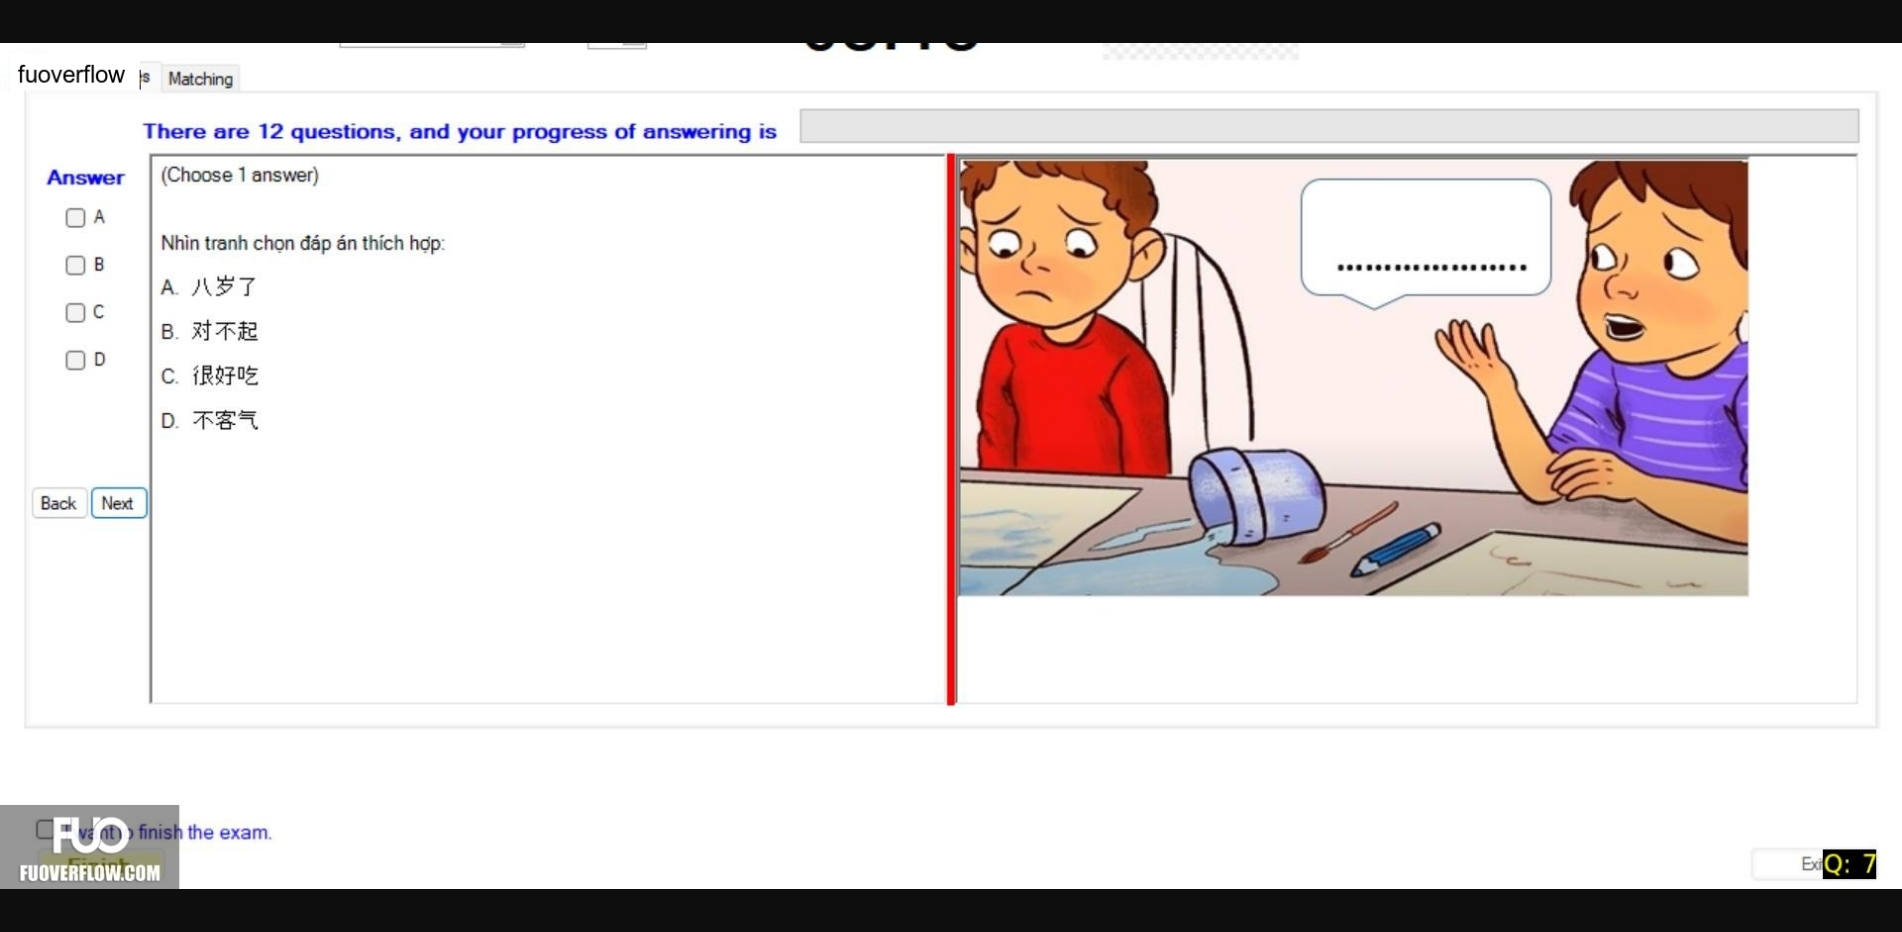 fuoverflow
Matching
There are 12 questions, and your progress of answering is
Answer
A
B
C
D
Back
Next
(Choose 1 answer)
Nhìn tranh chọn đáp án thích hợp:
A. 八岁了
B. 对不起
C. 很好吃
D. 不客气
....................
FUO
finish the exam.
FUOVERFLOW.COM
Q: 7